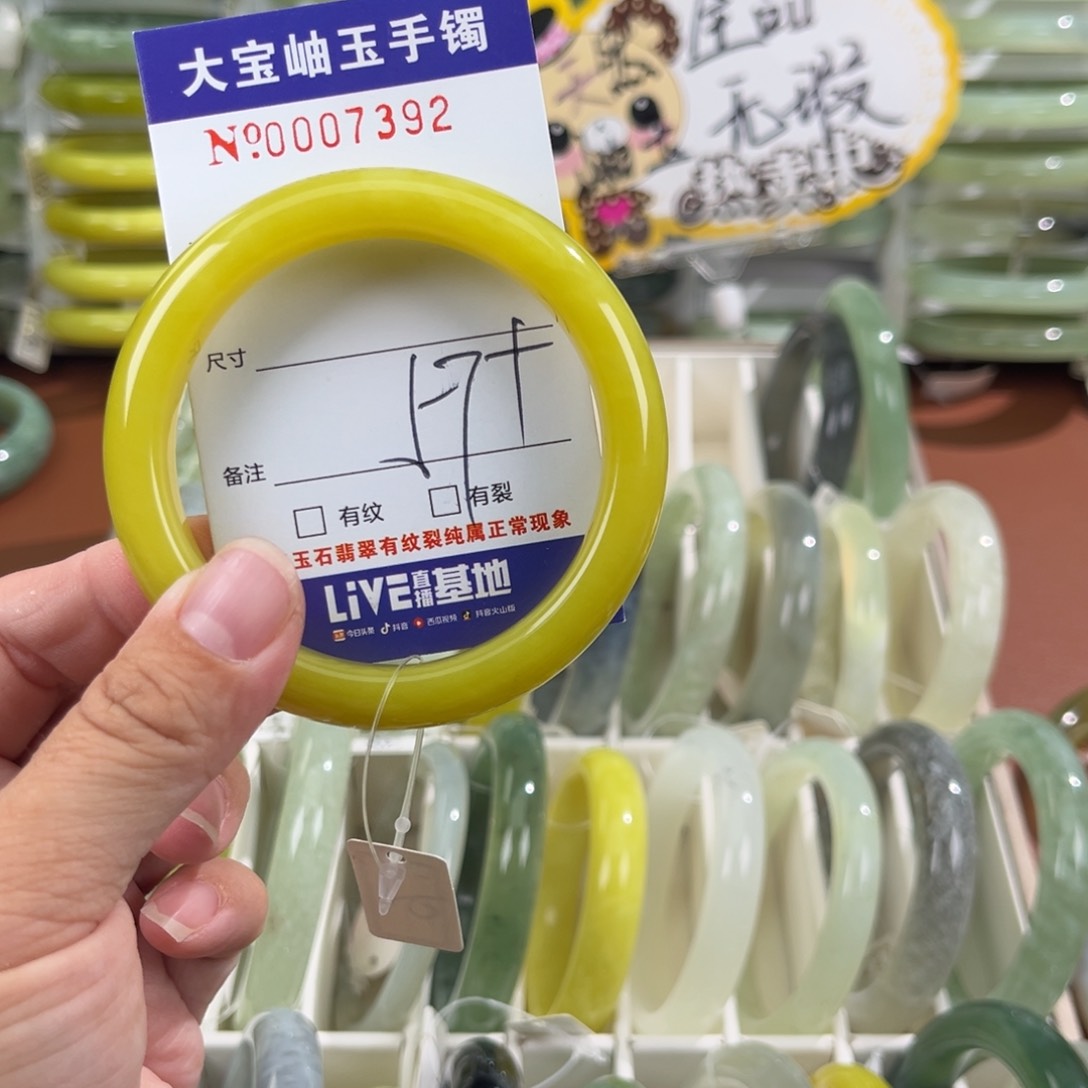 大宝岫玉手镯
Nº0007392
尺寸
备注
有纹 有裂
玉石翡翠有纹裂纯属正常现象
LiVE直播基地
今日头条 抖音 西瓜视频 抖音火山版
无瑕